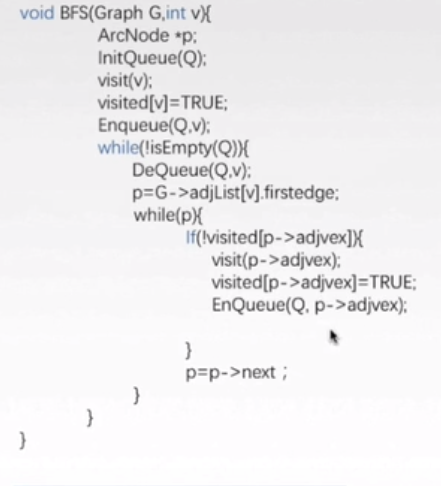 void BFS(Graph G,int v){
ArcNode *p;
InitQueue(Q);
visit(v);
visited[v]=TRUE;
Enqueue(Q,v);
while(!isEmpty(Q)){
DeQueue(Q,v);
p=G->adjList[v].firstedge;
while(p){
If(!visited[p->adjvex]){
visit(p->adjvex);
visited[p->adjvex]=TRUE;
EnQueue(Q, p->adjvex);
}
p=p->next ;
}
}
}